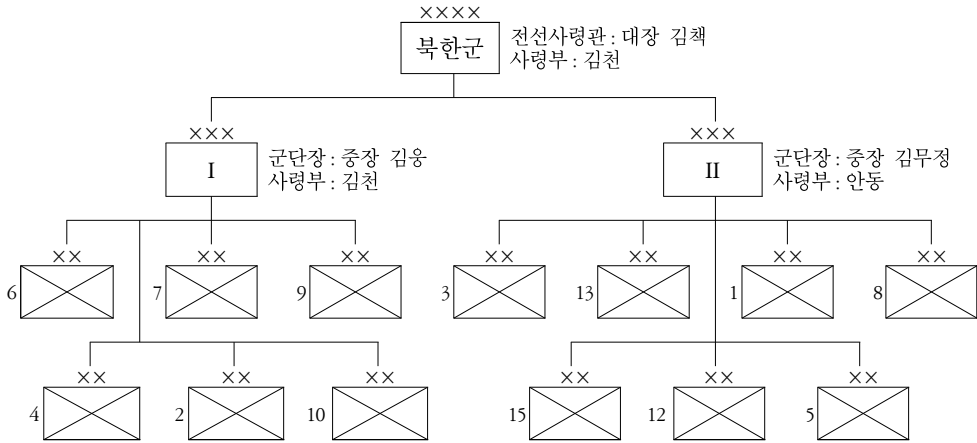 ××××
북한군
전선사령관 : 대장 김책
사령부 : 김천
×××
I
군단장 : 중장 김웅
사령부 : 김천
×××
II
군단장 : 중장 김무정
사령부 : 안동
×× ×× ×× ×× ×× ×× ××
6 7 9 3 13 1 8
×× ×× ×× ×× ×× ××
4 2 10 15 12 5